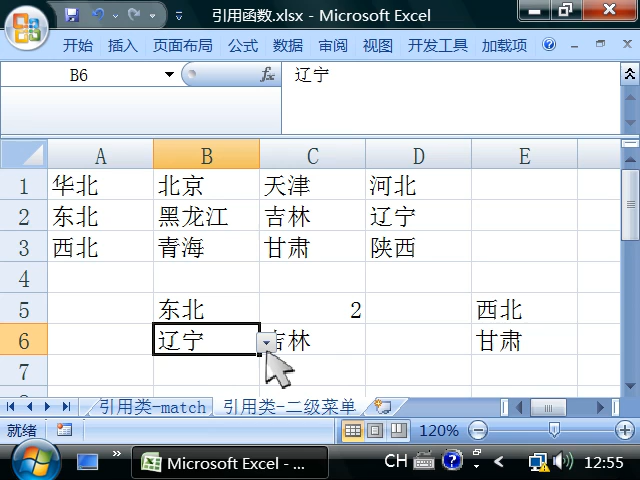 引用函数.xlsx - Microsoft Excel
开始 插入 页面布局 公式 数据 审阅 视图 开发工具 加载项
B6 fx 辽宁
A B C D E
1 华北 北京 天津 河北
2 东北 黑龙江 吉林 辽宁
3 西北 青海 甘肃 陕西
4
5 东北 2 西北
6 辽宁 吉林 甘肃
7
引用类-match 引用类-二级菜单
就绪 120%
Microsoft Excel - ... CH 12:55